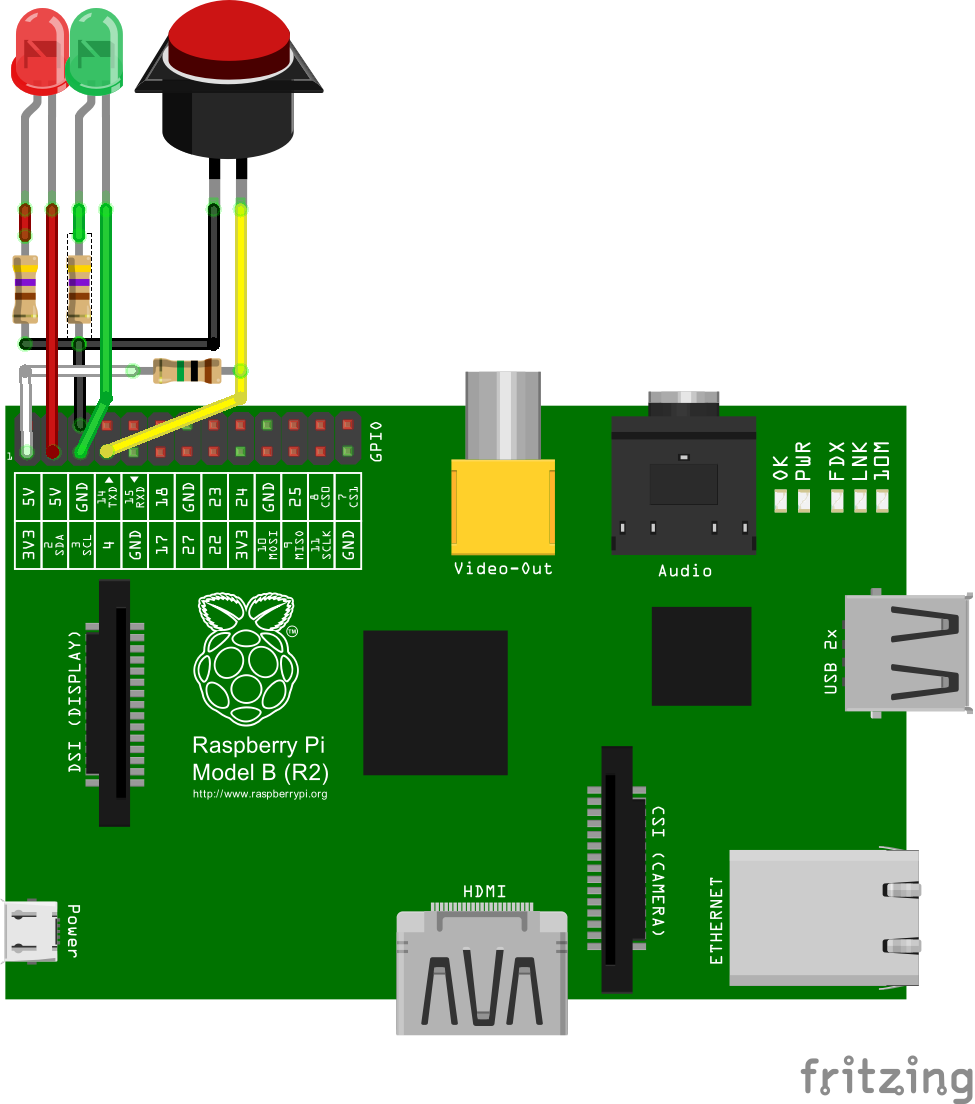 GPIO
1
5V 5V GND 14 TXD 15 RXD 18 GND 23 24 GND 25 8 CS0 7 CS1
3V3 2 SDA 3 SCL 4 GND 17 27 22 3V3 10 MOSI 9 MISO 11 SCLK GND
OK PWR FDX LNK 10M
Video-Out
Audio
DSI (DISPLAY)
USB 2x
TM
Raspberry Pi
Model B (R2)
http://www.raspberrypi.org
CSI (CAMERA)
HDMI
ETHERNET
Power
fritzing